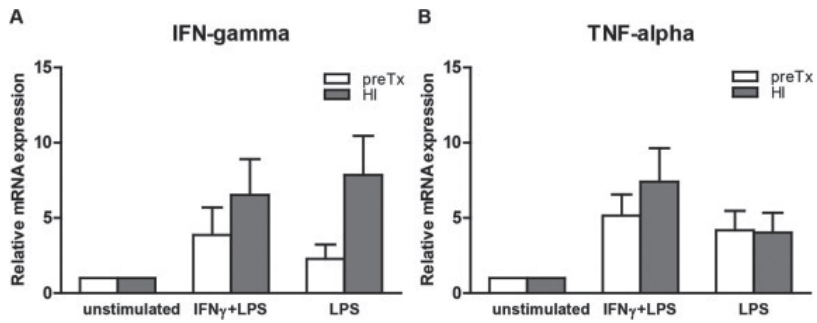 A
IFN-gamma
Relative mRNA expression
15
10
5
0
preTx
HI
unstimulated IFNγ+LPS LPS
B
TNF-alpha
Relative mRNA expression
15
10
5
0
preTx
HI
unstimulated IFNγ+LPS LPS